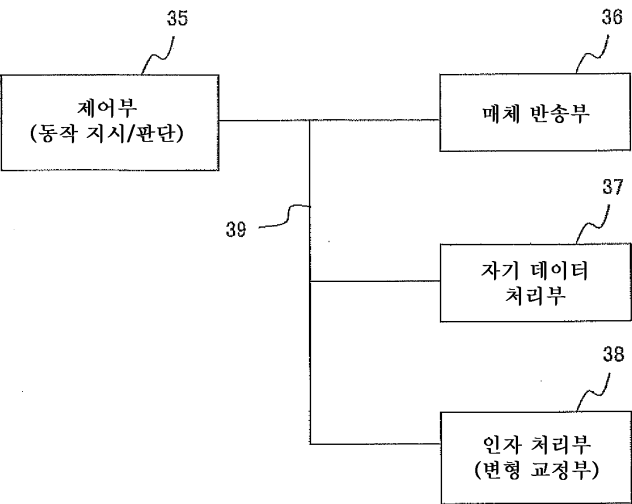 35
제어부
(동작 지시/판단)
36
매체 반송부
39
37
자기 데이터
처리부
38
인자 처리부
(변형 교정부)